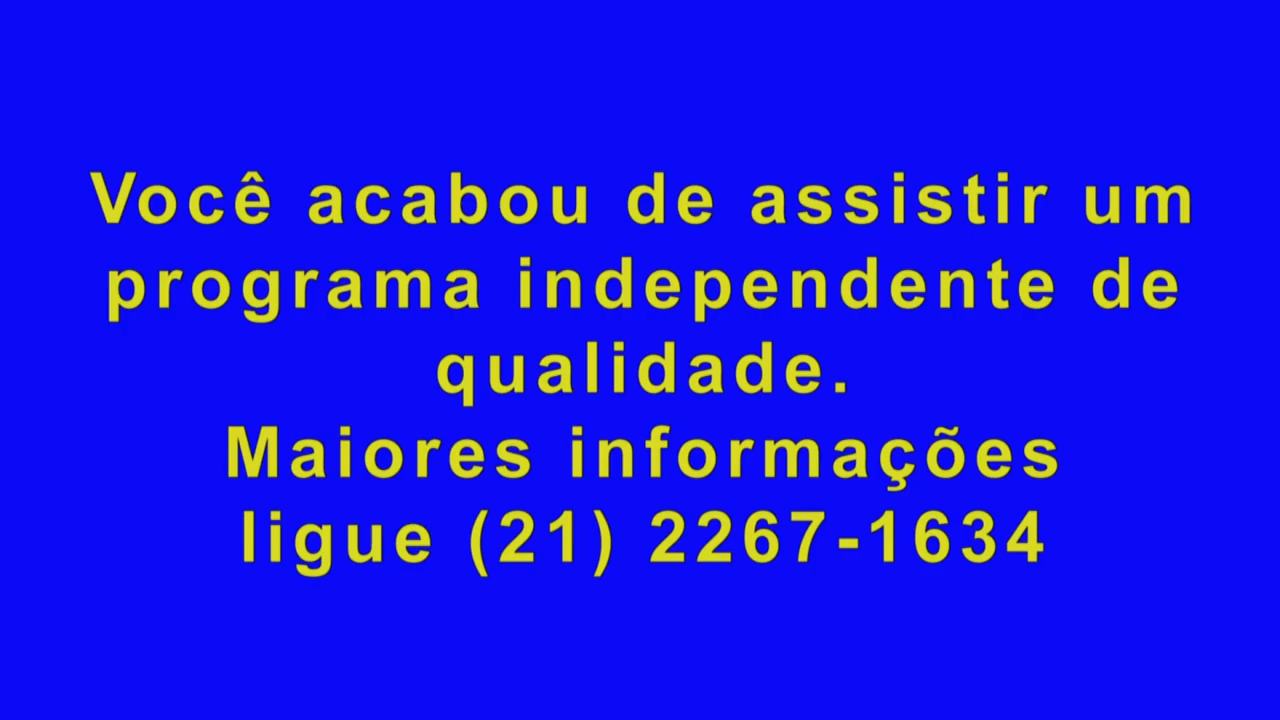 Você acabou de assistir um
programa independente de
qualidade.
Maiores informações
ligue (21) 2267-1634